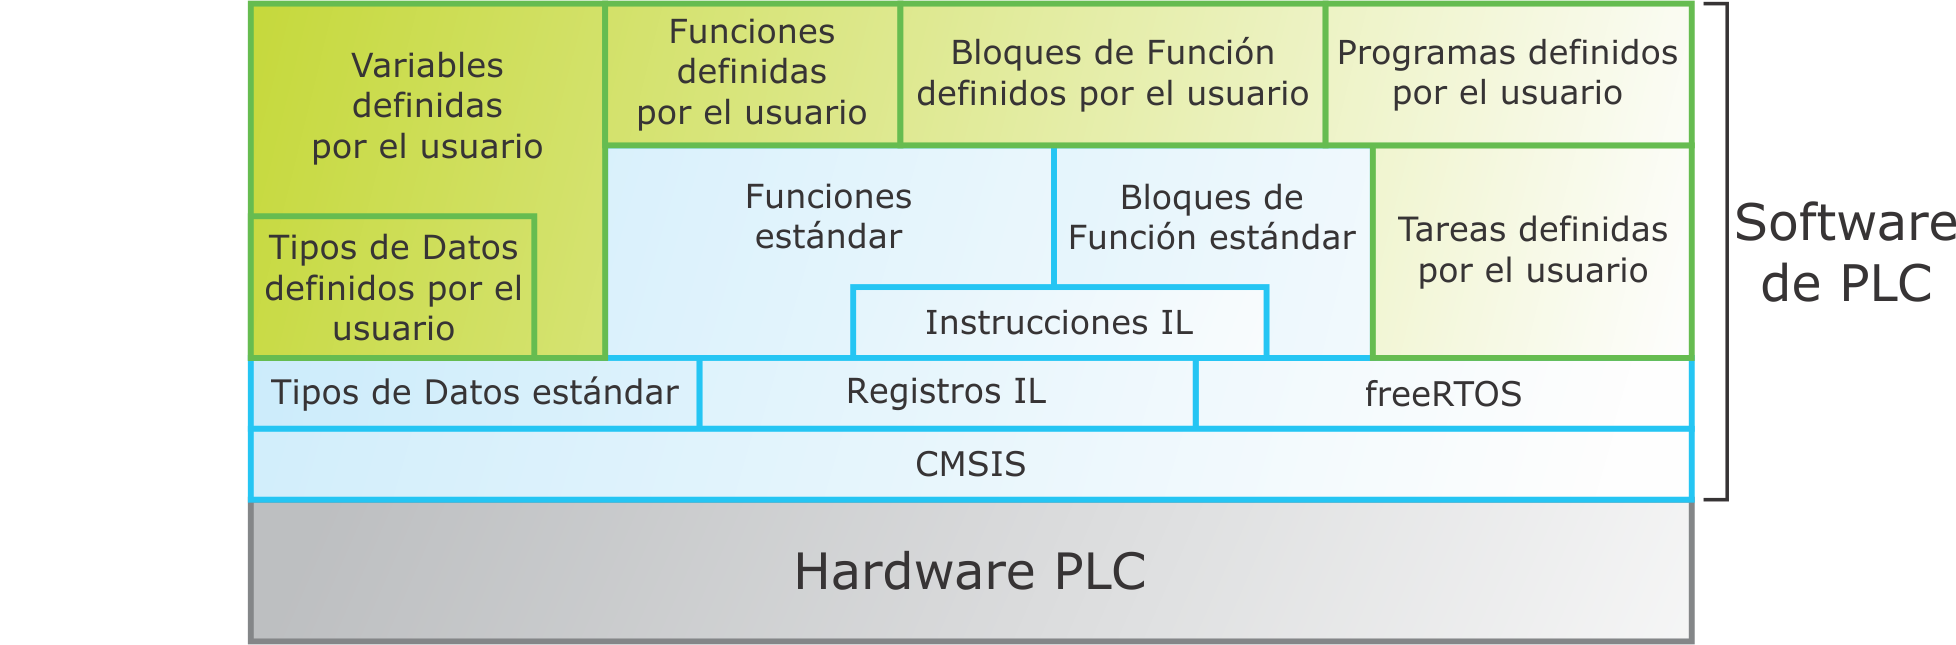 Variables
definidas
por el usuario
Funciones
definidas
por el usuario
Bloques de Función
definidos por el usuario
Programas definidos
por el usuario
Tipos de Datos
definidos por el
usuario
Funciones
estándar
Bloques de
Función estándar
Tareas definidas
por el usuario
Instrucciones IL
Tipos de Datos estándar
Registros IL
freeRTOS
CMSIS
Hardware PLC
Software
de PLC